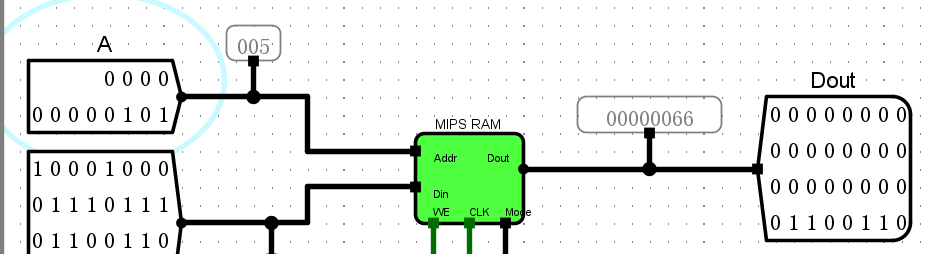 A
005
0 0 0 0
0 0 0 0 0 1 0 1
MIPS RAM
Addr
Dout
Din
WE
CLK
Mode
1 0 0 0 1 0 0 0
0 1 1 1 0 1 1 1
0 1 1 0 0 1 1 0
00000066
Dout
0 0 0 0 0 0 0 0
0 0 0 0 0 0 0 0
0 0 0 0 0 0 0 0
0 1 1 0 0 1 1 0